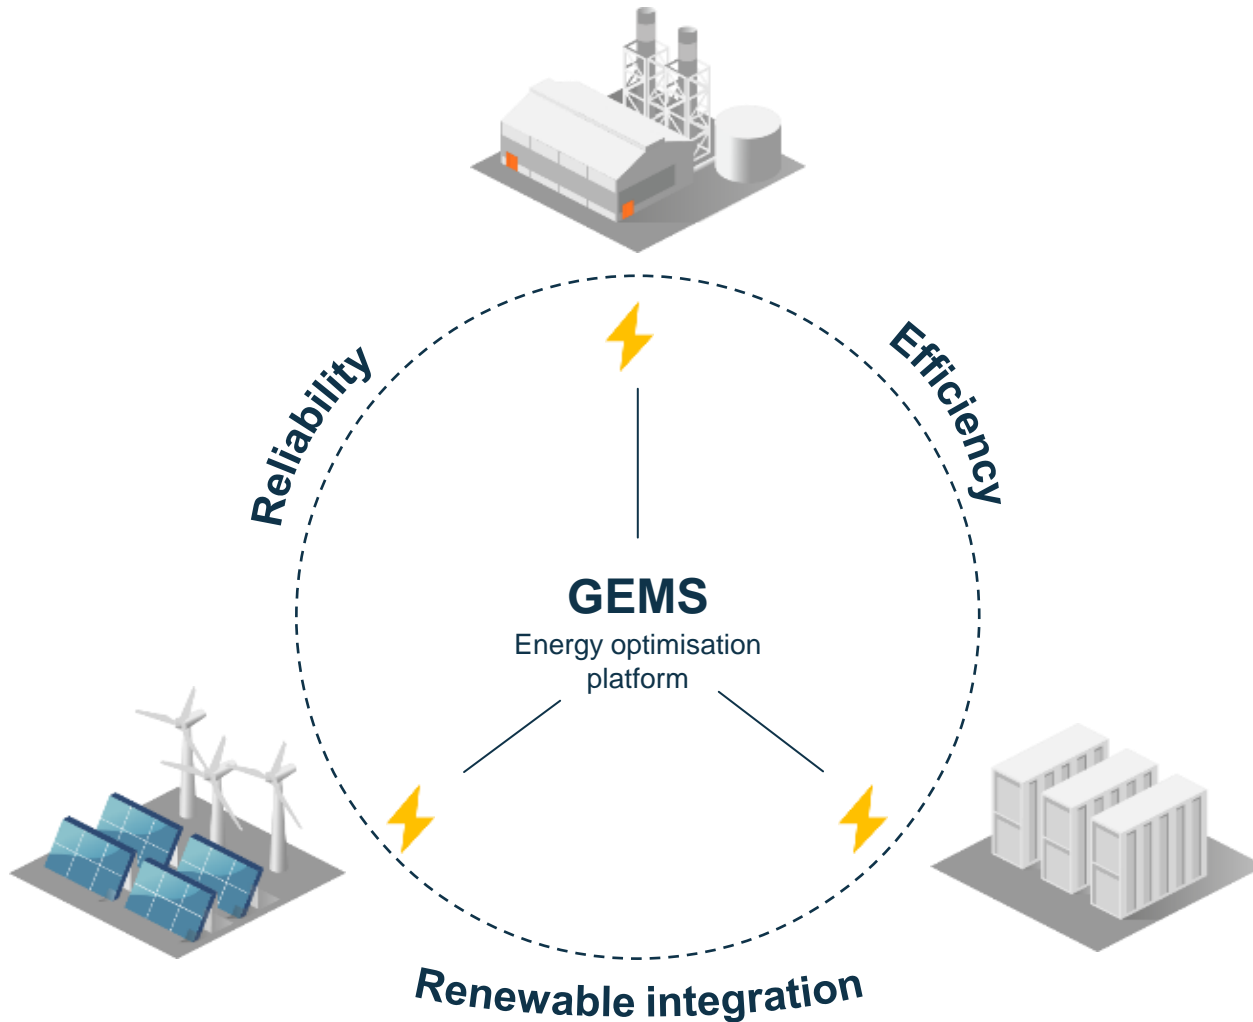 Reliability
Efficiency
GEMS
Energy optimisation
platform
Renewable integration